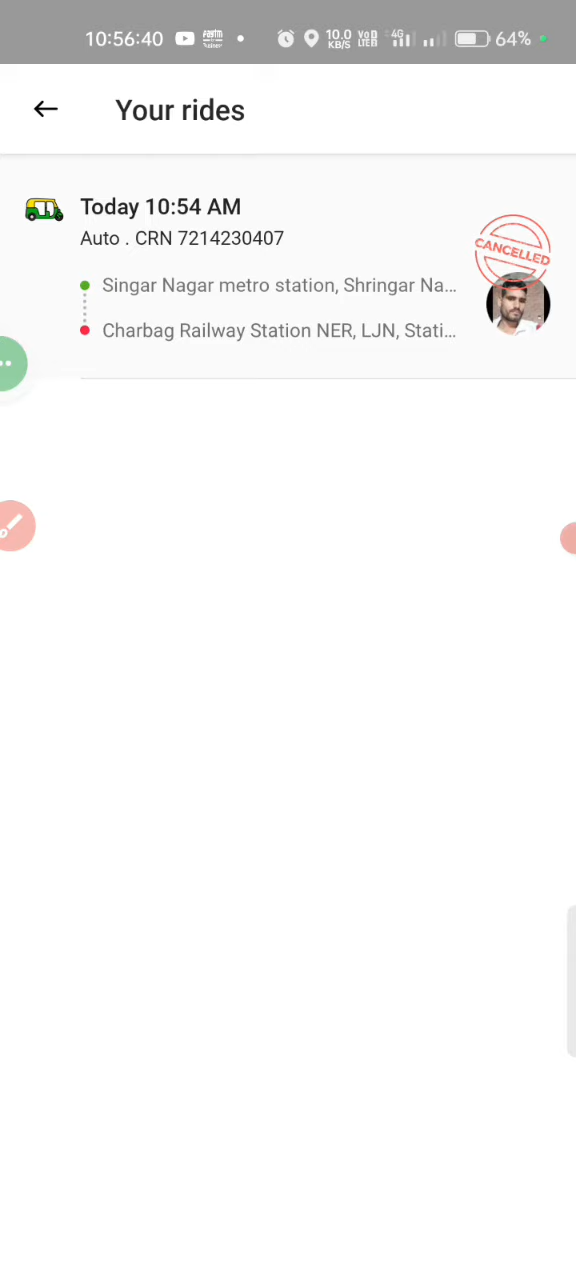 10:56:40 10.0 KB/S 4G 64%
Your rides
Today 10:54 AM
Auto . CRN 7214230407
CANCELLED
Singar Nagar metro station, Shringar Na...
Charbag Railway Station NER, LJN, Stati...